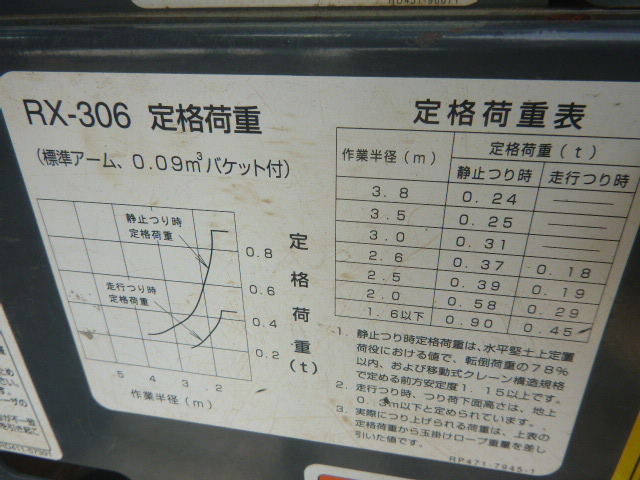 RX-306 定格荷重
(標準アーム、0.09m³バケット付)
静止つり時
定格荷重
走行つり時
定格荷重
0.8
0.6
0.4
0.2
定格荷重(t)
5 4 3 2
作業半径(m)
定格荷重表
作業半径(m) 定格荷重(t)
静止つり時 走行つり時
3.8 0.24 ——
3.5 0.25 ——
3.0 0.31 ——
2.6 0.37 0.18
2.5 0.39 0.19
2.0 0.58 0.29
1.6以下 0.90 0.45
1. 静止つり時定格荷重は、水平堅土上定置
荷役における値で、転倒荷重の78%
以内、および移動式クレーン構造規格
で定める前方安定度1.15以上です。
2. 走行つり時、つり荷下面高さは、地上
0.3m以下と定められています。
3. 実際につり上げられる荷重は、上表の
定格荷重から玉掛けロープ重量を差し
引いた値です。
RP471-7945-1